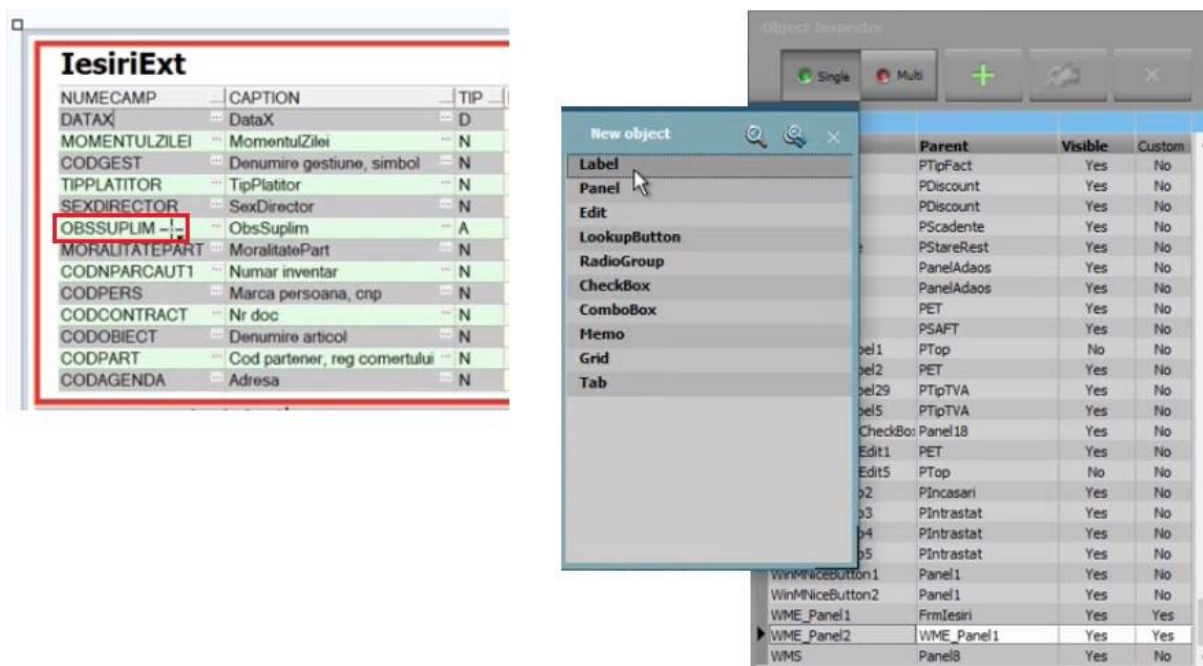 IesiriExt
NUMECAMP CAPTION TIP
DATAX DataX D
MOMENTULZILEI MomentulZilei N
CODGEST Denumire gestiune, simbol N
TIPPLATITOR TipPlatitor N
SEXDIRECTOR SexDirector N
OBSSUPLIM ObsSuplim A
MORALITATEPART MoralitatePart N
CODNPARCAUT1 Numar inventar N
CODPERS Marca persoana, cnp N
CODCONTRACT Nr doc N
CODOBIECT Denumire articol N
CODPART Cod partener, reg comertului N
CODAGENDA Adresa N
New object
Label
Panel
Edit
LookupButton
RadioGroup
CheckBox
ComboBox
Memo
Grid
Tab
Object Inspector
Single Multi
Parent Visible Custom
PTipFact Yes No
PDiscount Yes No
PDiscount Yes No
PScadente Yes No
PStareRest Yes No
PanelAdaos Yes No
PanelAdaos Yes No
PET Yes No
PSAFT Yes No
PTop No No
PET Yes No
PTipTVA Yes No
PTipTVA Yes No
Panel18 Yes No
Edit1 PET Yes No
Edit5 PTop No No
PIncasari Yes No
PIntrastat Yes No
PIntrastat Yes No
PIntrastat Yes No
WinMNiceButton1 Panel1 Yes No
WinMNiceButton2 Panel1 Yes No
WME_Panel1 FrmIesiri Yes Yes
WME_Panel2 WME_Panel1 Yes Yes
WMS Panel8 Yes No